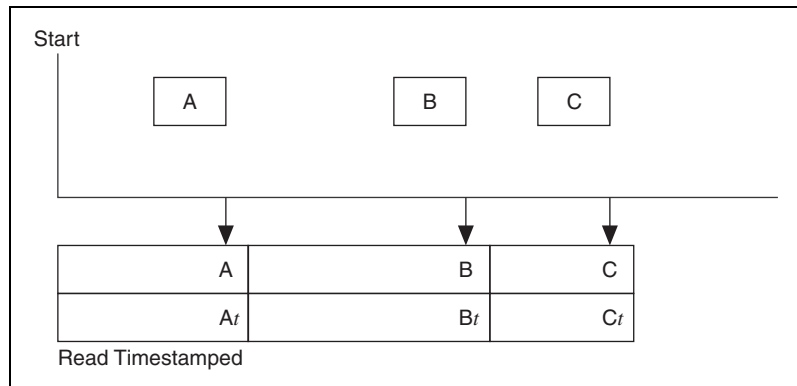 Start
A B C
A B C
At Bt Ct
Read Timestamped